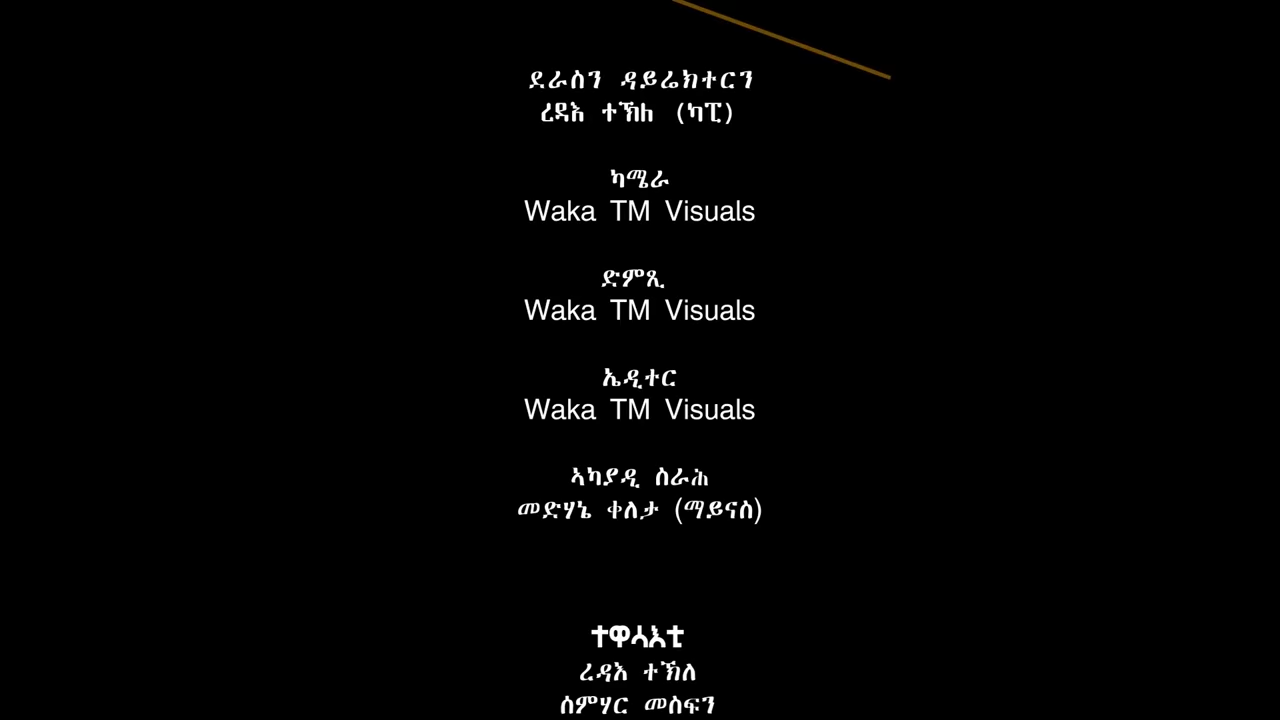 ደራስን ዳይሬክተርን
ረዳእ ተኽለ (ካፒ)
ካሜራ
Waka TM Visuals
ድምጺ
Waka TM Visuals
ኤዲተር
Waka TM Visuals
ኣካያዲ ስራሕ
መድሃኔ ቀለታ (ማይናስ)
ተዋሳእቲ
ረዳእ ተኽለ
ሰምሃር መስፍን